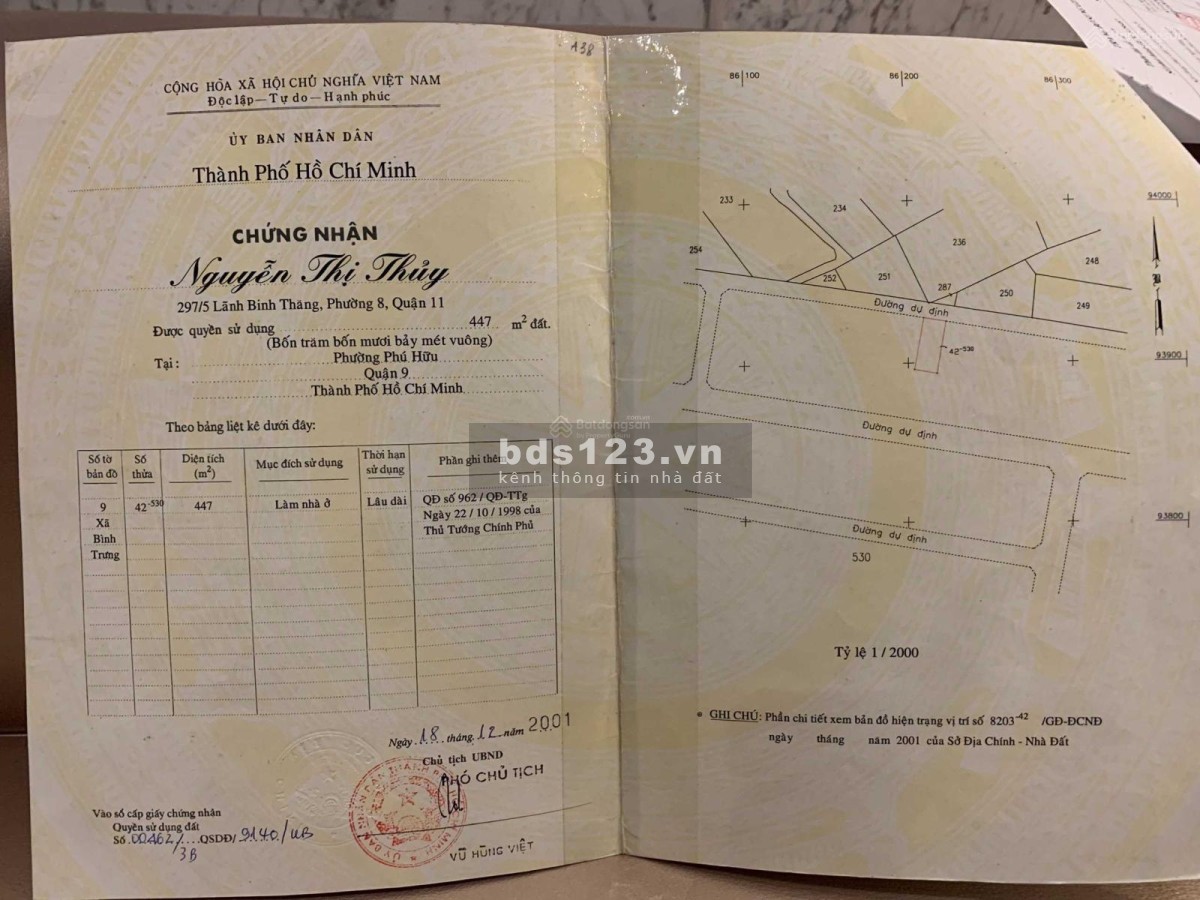 138
CỘNG HÒA XÃ HỘI CHỦ NGHĨA VIỆT NAM
Độc lập — Tự do — Hạnh phúc
ỦY BAN NHÂN DÂN
Thành Phố Hồ Chí Minh
CHỨNG NHẬN
Nguyễn Thị Thủy
297/5 Lãnh Binh Thăng, Phường 8, Quận 11
Được quyền sử dụng 447 m² đất.
(Bốn trăm bốn mươi bảy mét vuông)
Tại : Phường Phú Hữu
Quận 9
Thành Phố Hồ Chí Minh
Theo bảng liệt kê dưới đây:
Số tờ bản đồ
Số thửa
Diện tích (m²)
Mục đích sử dụng
Thời hạn sử dụng
Phần ghi thêm
9 Xã Bình Trưng
42-530
447
Làm nhà ở
Lâu dài
QĐ số 962 / QĐ-TTg
Ngày 22 / 10 / 1998 của
Thủ Tướng Chính Phủ
Ngày 18 tháng 12 năm 2001
Chủ tịch UBND
PHÓ CHỦ TỊCH
VŨ HÙNG VIỆT
Vào sổ cấp giấy chứng nhận
Quyền sử dụng đất
Số 00462/ QSDĐ/ 9140/UB
3B
86 100
86 200
86 300
94000
233
234
236
254
252
251
287
250
248
249
Đường dự định
42-530
93900
Đường dự định
93800
Đường dự định
530
Tỷ lệ 1 / 2000
GHI CHÚ: Phần chi tiết xem bản đồ hiện trạng vị trí số 8203-42 /GĐ-ĐCNĐ
ngày tháng năm 2001 của Sở Địa Chính - Nhà Đất
Batdongsan
bds123.vn
kênh thông tin nhà đất